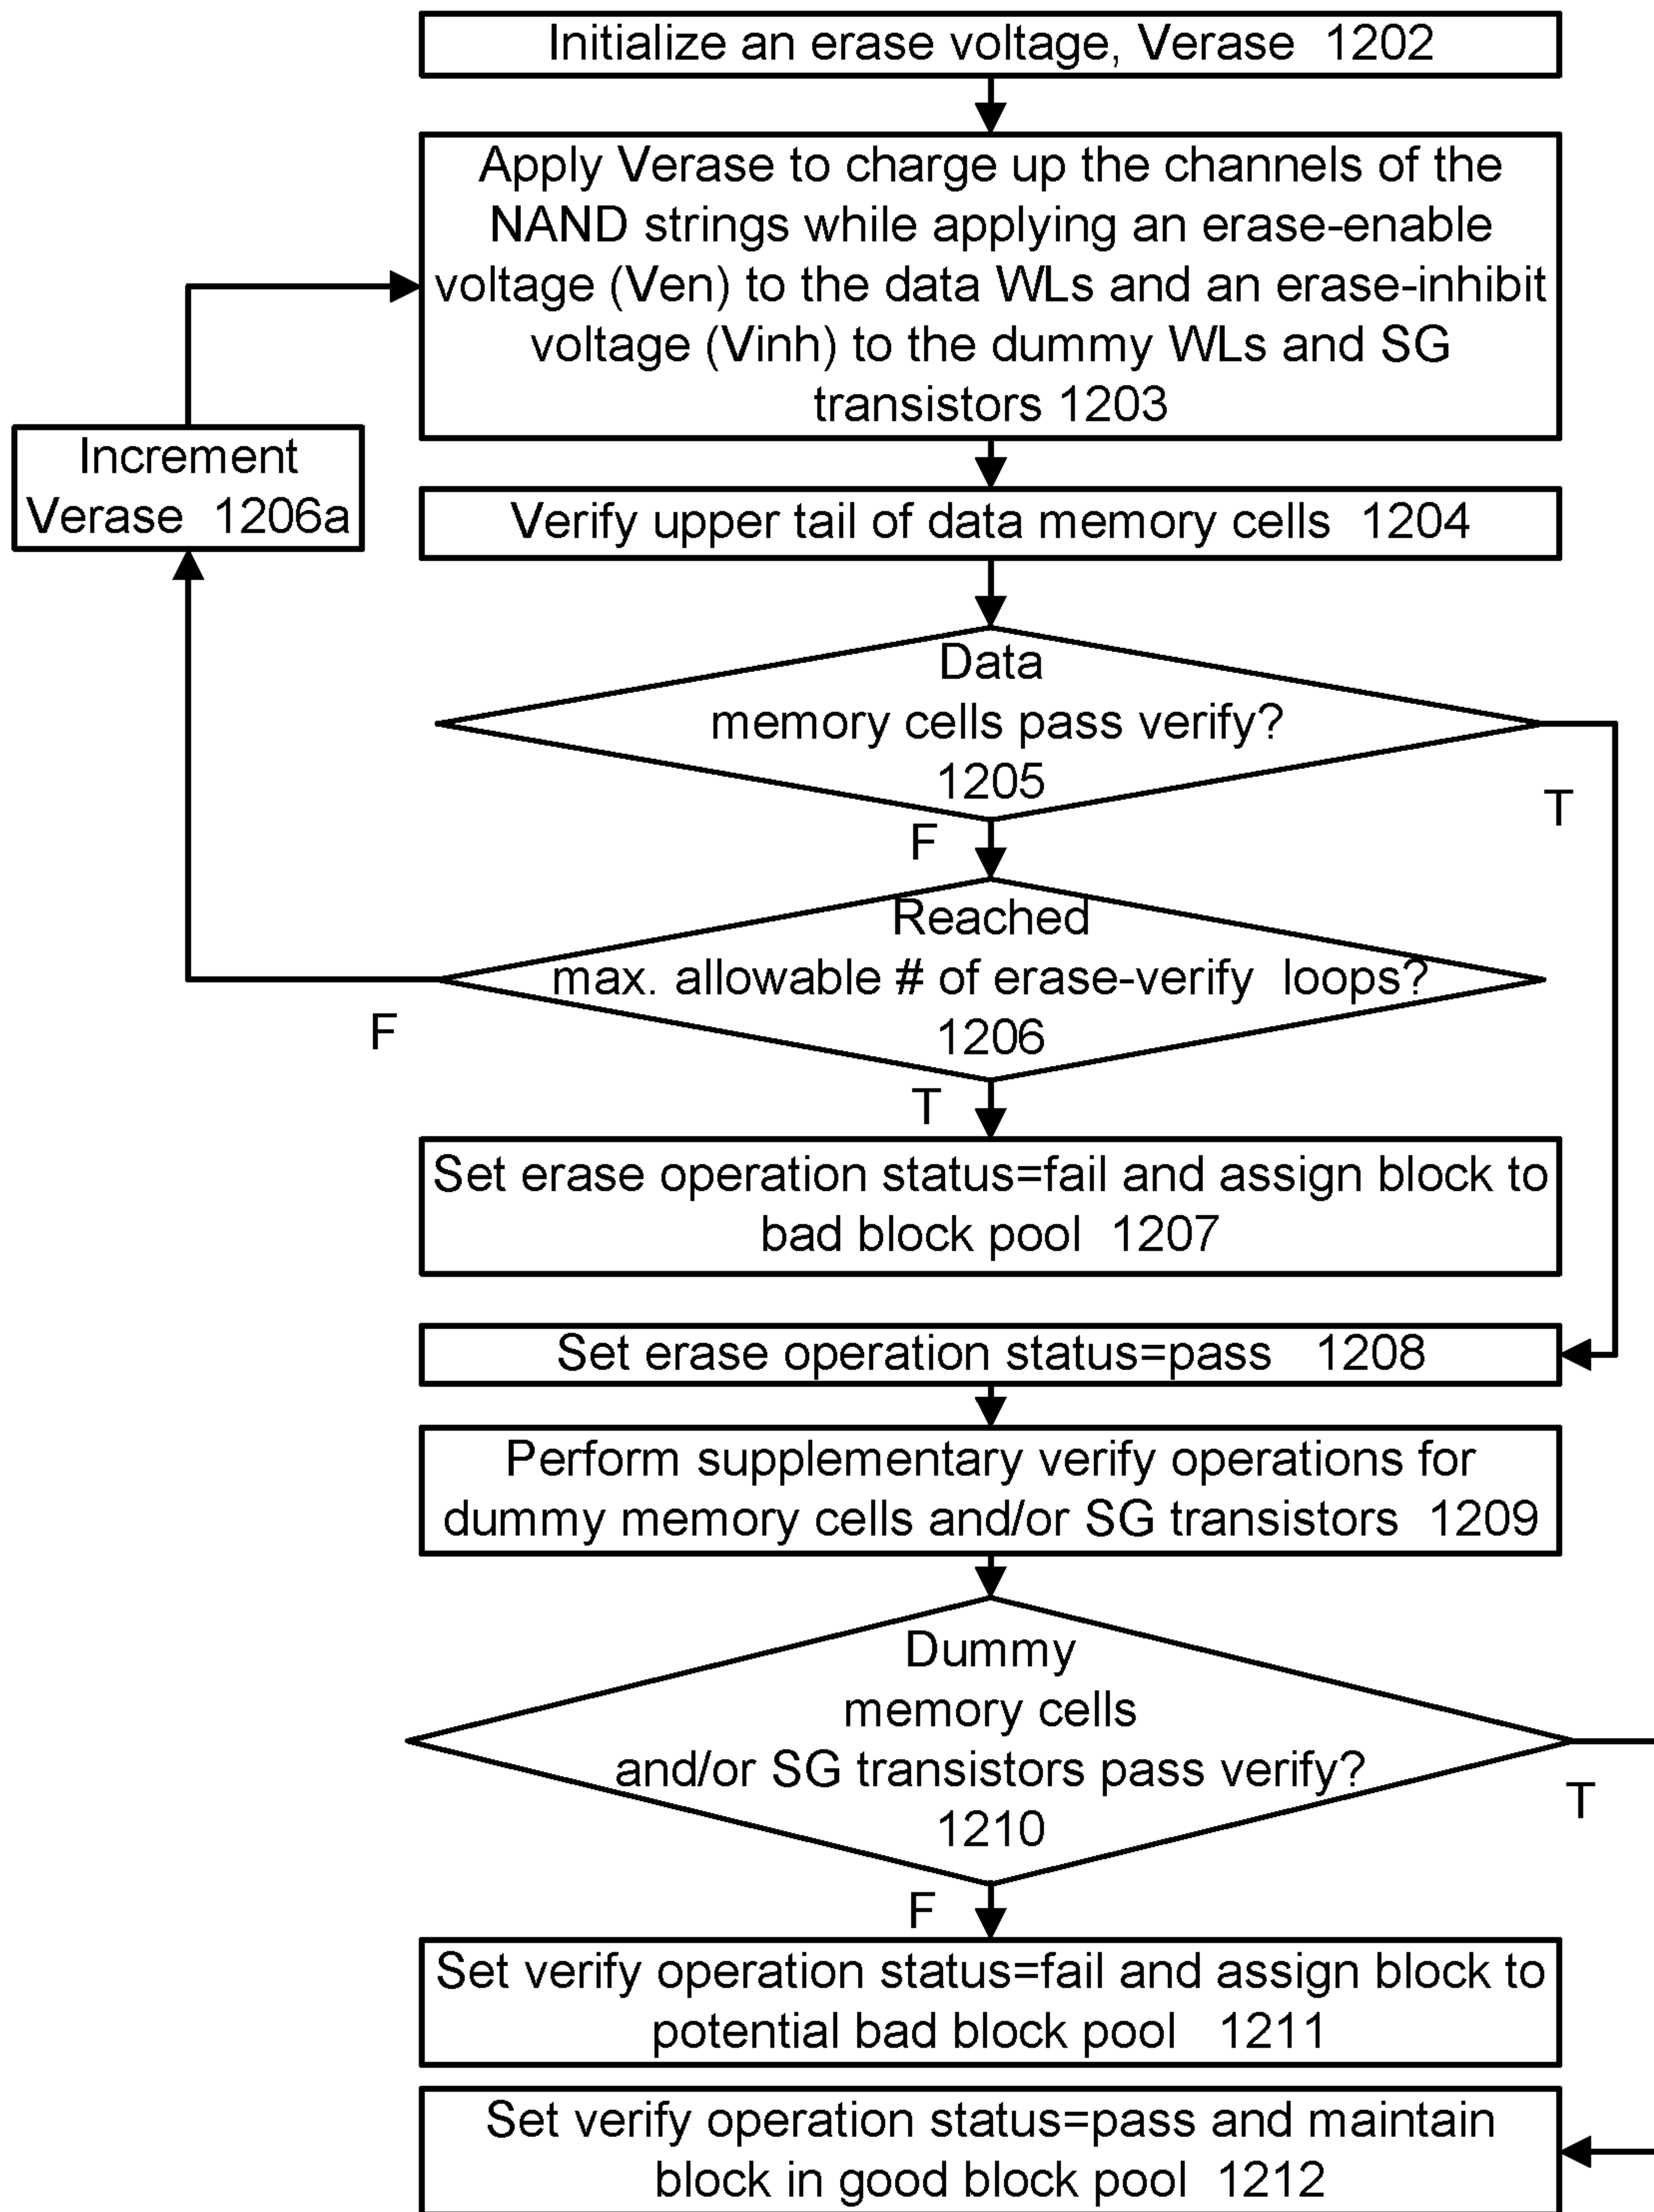 Initialize an erase voltage, Verase 1202
Apply Verase to charge up the channels of the
NAND strings while applying an erase-enable
voltage (Ven) to the data WLs and an erase-inhibit
voltage (Vinh) to the dummy WLs and SG
transistors 1203
Increment
Verase 1206a
Verify upper tail of data memory cells 1204
Data
memory cells pass verify?
1205
T
F
Reached
max. allowable # of erase-verify loops?
1206
F
T
Set erase operation status=fail and assign block to
bad block pool 1207
Set erase operation status=pass 1208
Perform supplementary verify operations for
dummy memory cells and/or SG transistors 1209
Dummy
memory cells
and/or SG transistors pass verify?
1210
T
F
Set verify operation status=fail and assign block to
potential bad block pool 1211
Set verify operation status=pass and maintain
block in good block pool 1212